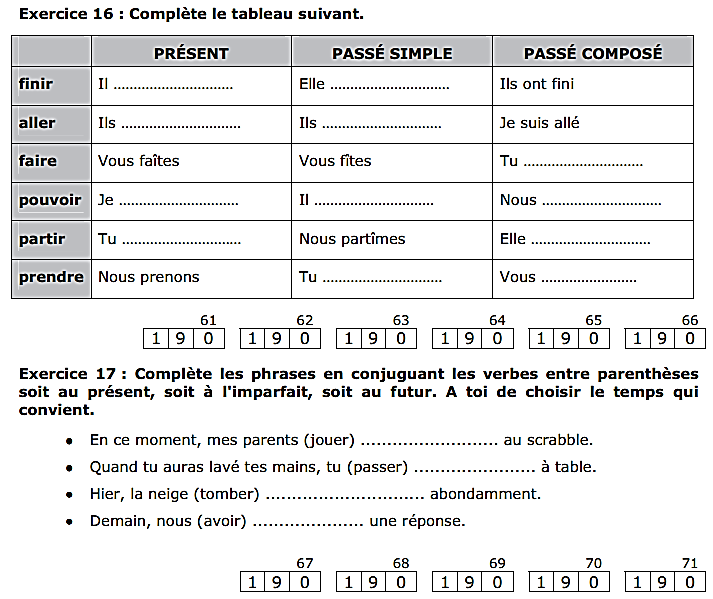 Exercice 16 : Complète le tableau suivant.
PRÉSENT PASSÉ SIMPLE PASSÉ COMPOSÉ
finir Il .............................. Elle .............................. Ils ont fini
aller Ils .............................. Ils .............................. Je suis allé
faire Vous faîtes Vous fîtes Tu ..............................
pouvoir Je .............................. Il .............................. Nous ..............................
partir Tu .............................. Nous partîmes Elle ..............................
prendre Nous prenons Tu .............................. Vous ........................
61 62 63 64 65 66
1 9 0 1 9 0 1 9 0 1 9 0 1 9 0 1 9 0
Exercice 17 : Complète les phrases en conjuguant les verbes entre parenthèses
soit au présent, soit à l'imparfait, soit au futur. A toi de choisir le temps qui
convient.
• En ce moment, mes parents (jouer) .......................... au scrabble.
• Quand tu auras lavé tes mains, tu (passer) ....................... à table.
• Hier, la neige (tomber) .............................. abondamment.
• Demain, nous (avoir) ..................... une réponse.
67 68 69 70 71
1 9 0 1 9 0 1 9 0 1 9 0 1 9 0